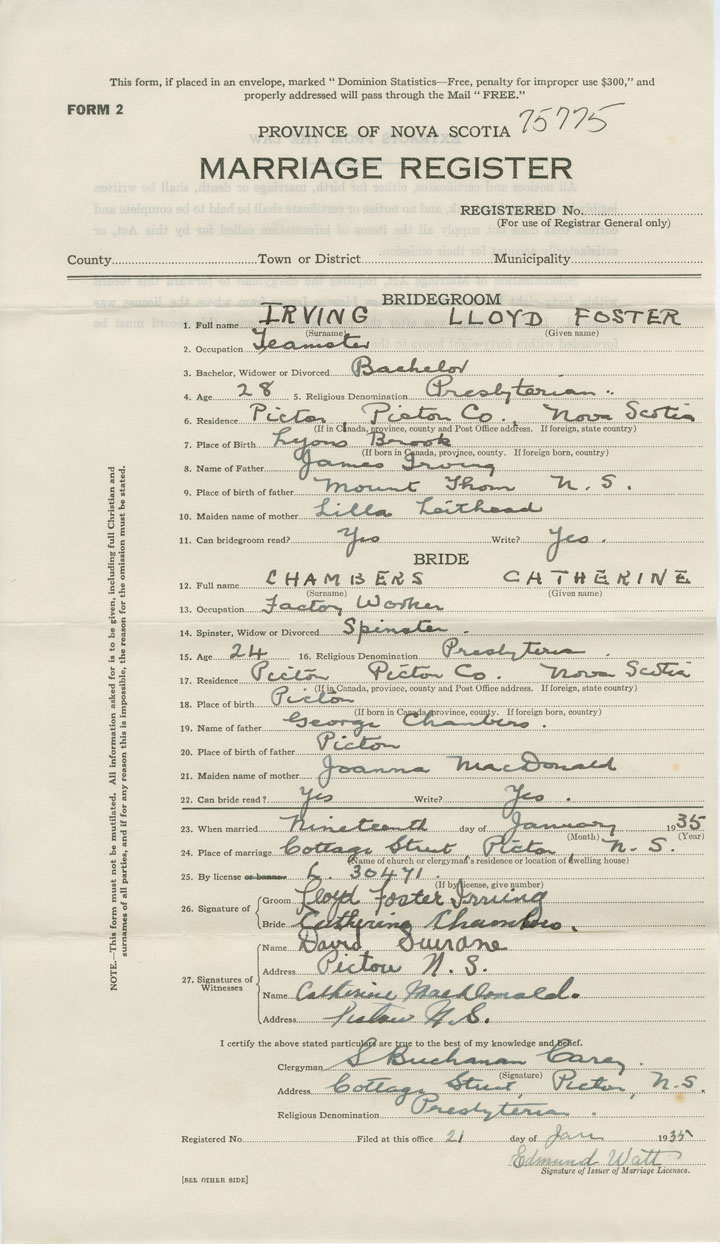 This form, if placed in an envelope, marked “ Dominion Statistics—Free, penalty for improper use $300,” and
properly addressed will pass through the Mail “ FREE.”
FORM 2
75775
PROVINCE OF NOVA SCOTIA
MARRIAGE REGISTER
REGISTERED No.
(For use of Registrar General only)
County Town or District Municipality
BRIDEGROOM
1. Full name IRVING LLOYD FOSTER
(Surname) (Given name)
2. Occupation Teamster
3. Bachelor, Widower or Divorced Bachelor
4. Age 28 5. Religious Denomination Presbyterian
6. Residence Pictou, Pictou Co., Nova Scotia
(If in Canada, province, county and Post Office address. If foreign, state country)
7. Place of Birth Lyons Brook
(If born in Canada, province, county. If foreign born, country)
8. Name of Father James Irving
9. Place of birth of father Mount Thom N. S.
10. Maiden name of mother Lilla Leithead
11. Can bridegroom read? Yes Write? Yes.
BRIDE
12. Full name CHAMBERS CATHERINE
(Surname) (Given name)
13. Occupation Factory Worker
14. Spinster, Widow or Divorced Spinster.
15. Age 24 16. Religious Denomination Presbyterian.
17. Residence Pictou Pictou Co. Nova Scotia
(If in Canada, province, county and Post Office address. If foreign, state country)
18. Place of birth Pictou
(If born in Canada province, county. If foreign born, country)
19. Name of father George Chambers.
20. Place of birth of father Pictou
21. Maiden name of mother Joanna MacDonald
22. Can bride read? Yes Write? Yes.
23. When married Nineteenth day of January 1935
(Month) (Year)
24. Place of marriage Cottage Street, Pictou N. S.
(Name of church or clergyman's residence or location of dwelling house)
25. By license or banns L. 30471.
(If by license, give number)
26. Signature of
Groom Lloyd Foster Irving
Bride Catherine Chambers.
27. Signatures of Witnesses
Name David
Address Pictou N. S.
Name Catherine MacDonald.
Address Pictou N.S.
I certify the above stated particulars are true to the best of my knowledge and belief.
Clergyman S Buchanan Carey.
(Signature)
Address Cottage Street, Pictou, N.S.
Religious Denomination Presbyterian.
Registered No. Filed at this office 21 day of Jan 1935
Edmund Watt
Signature of Issuer of Marriage Licenses.
[SEE OTHER SIDE]
NOTE.—This form must not be mutilated. All information asked for is to be given, including full Christian and
surnames of all parties, and if for any reason this is impossible, the reason for the omission must be stated.